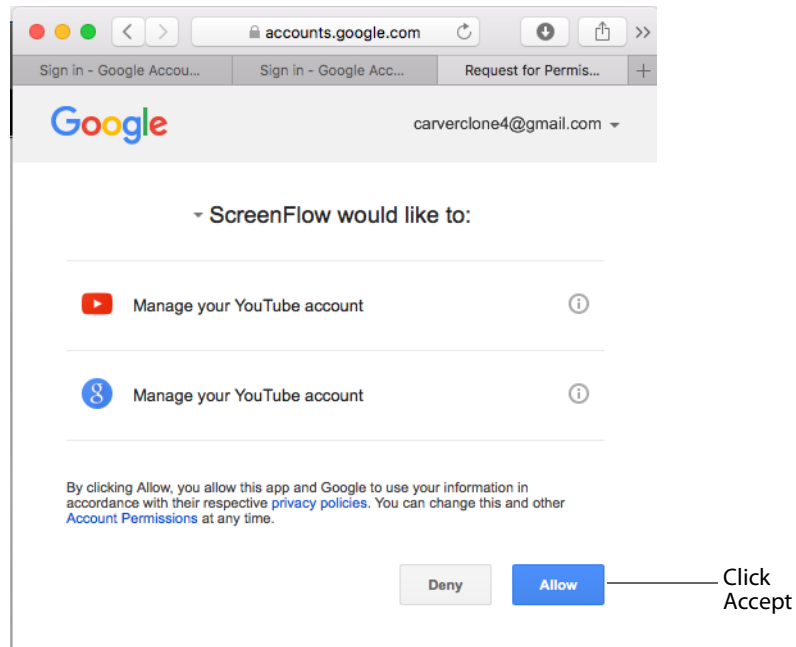 accounts.google.com
Sign in - Google Accou...
Sign in - Google Acc...
Request for Permis...
Google
carverclone4@gmail.com
ScreenFlow would like to:
Manage your YouTube account
8
Manage your YouTube account
By clicking Allow, you allow this app and Google to use your information in
accordance with their respective privacy policies. You can change this and other
Account Permissions at any time.
Deny
Allow
Click
Accept